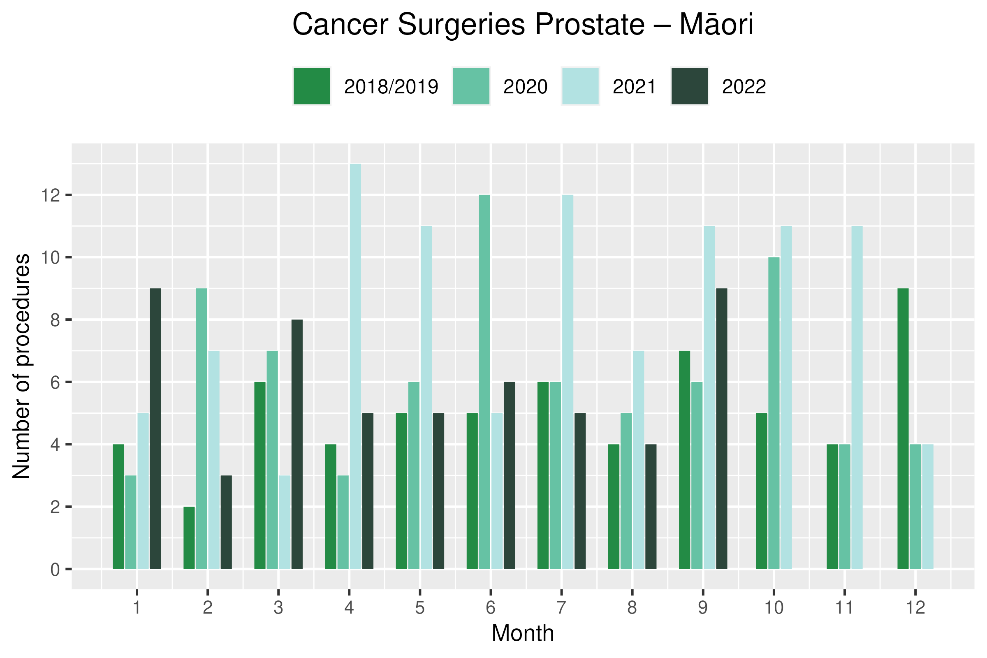 Cancer Surgeries Prostate – Māori
2018/2019 2020 2021 2022
Number of procedures
12
10
8
6
4
2
0
1 2 3 4 5 6 7 8 9 10 11 12
Month